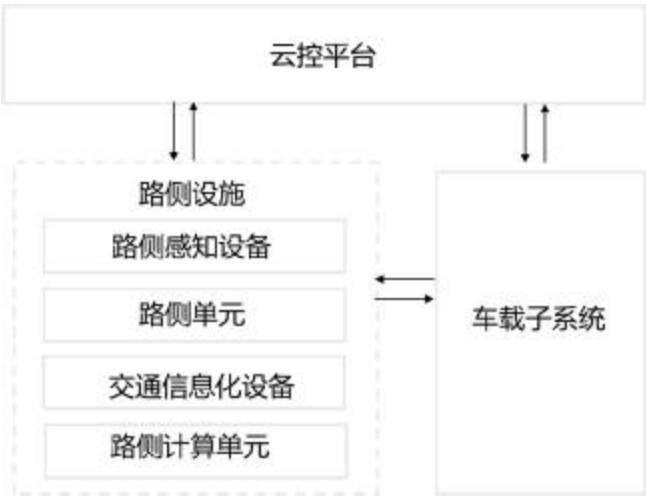 云控平台
路侧设施
路侧感知设备
路侧单元
交通信息化设备
路侧计算单元
车载子系统